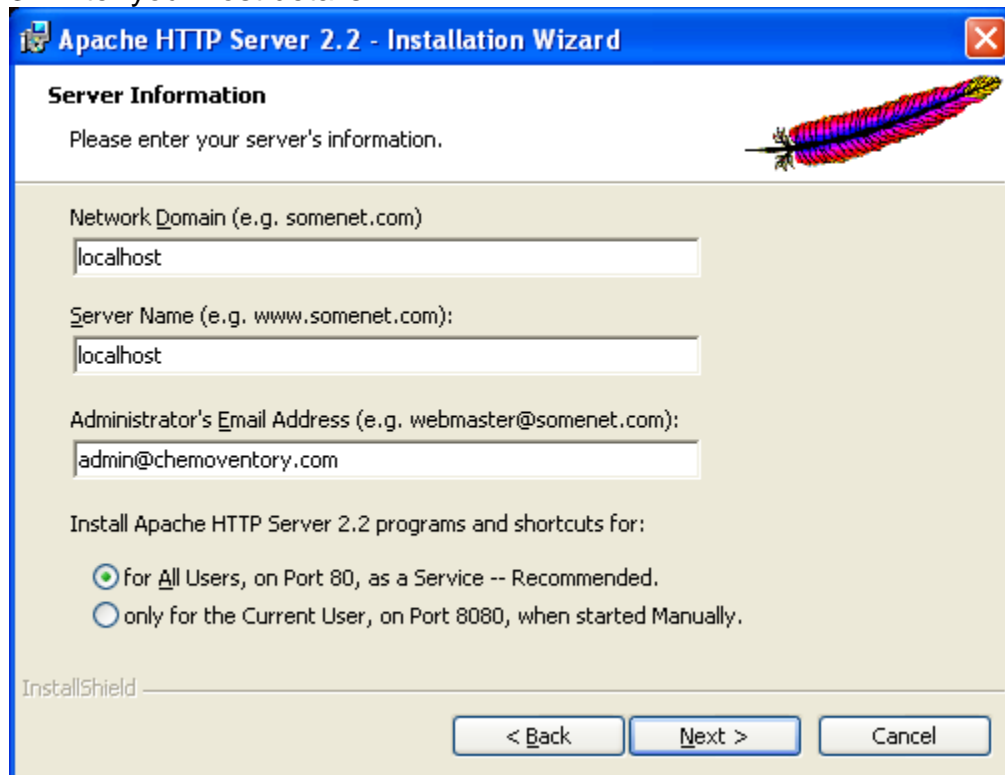 Apache HTTP Server 2.2 - Installation Wizard
Server Information
Please enter your server's information.
Network Domain (e.g. somenet.com)
localhost
Server Name (e.g. www.somenet.com):
localhost
Administrator's Email Address (e.g. webmaster@somenet.com):
admin@chemoventory.com
Install Apache HTTP Server 2.2 programs and shortcuts for:
for All Users, on Port 80, as a Service -- Recommended.
only for the Current User, on Port 8080, when started Manually.
InstallShield
< Back
Next >
Cancel